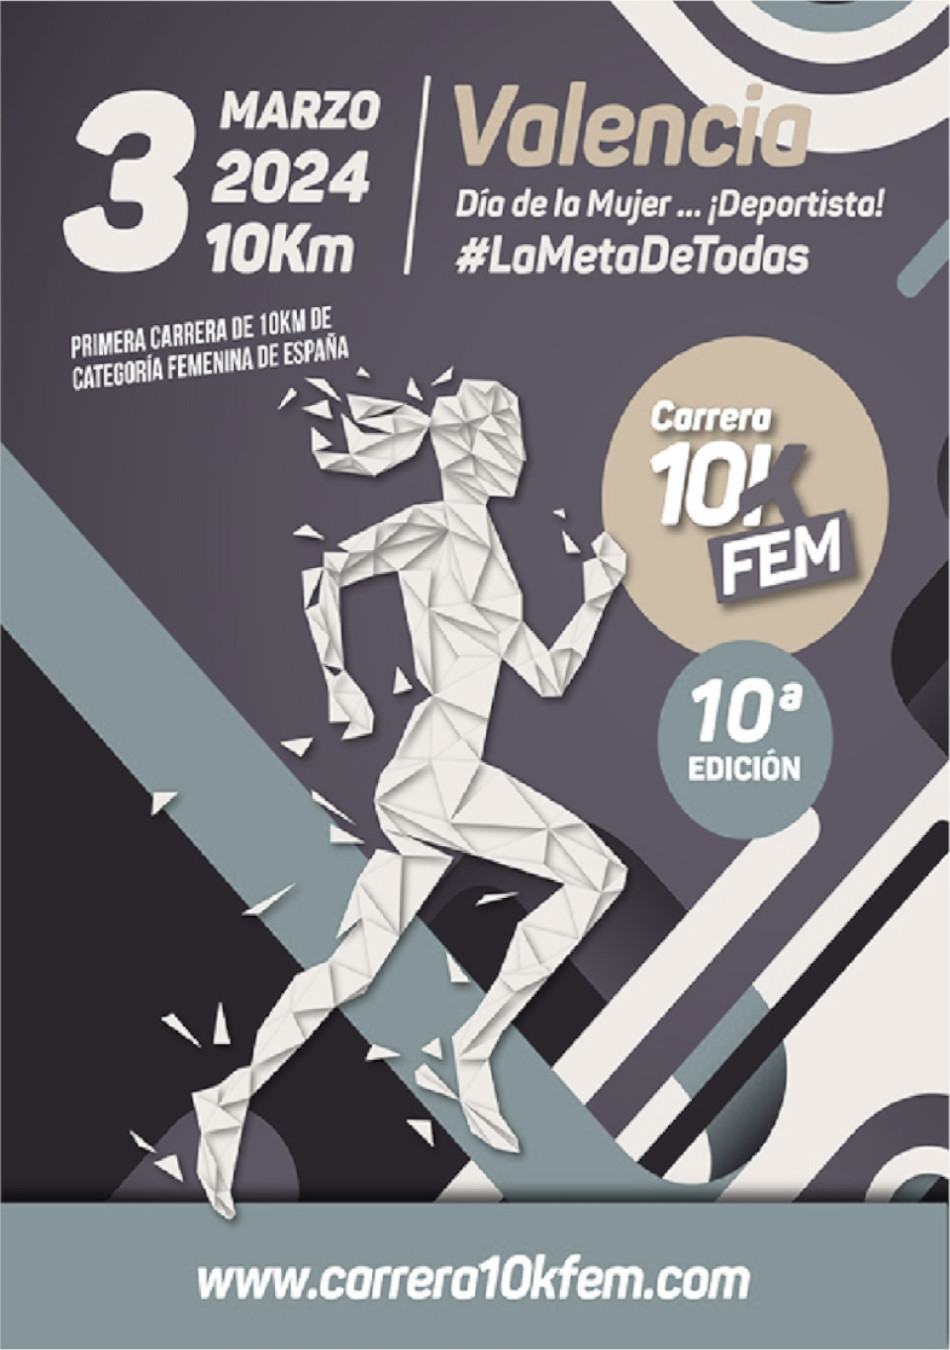 3 MARZO
2024
10Km
Valencia
Día de la Mujer ... ¡Deportista!
#LaMetaDeTodas
PRIMERA CARRERA DE 10KM DE
CATEGORÍA FEMENINA DE ESPAÑA
Carrera
10K
FEM
10ª
EDICIÓN
www.carrera10kfem.com